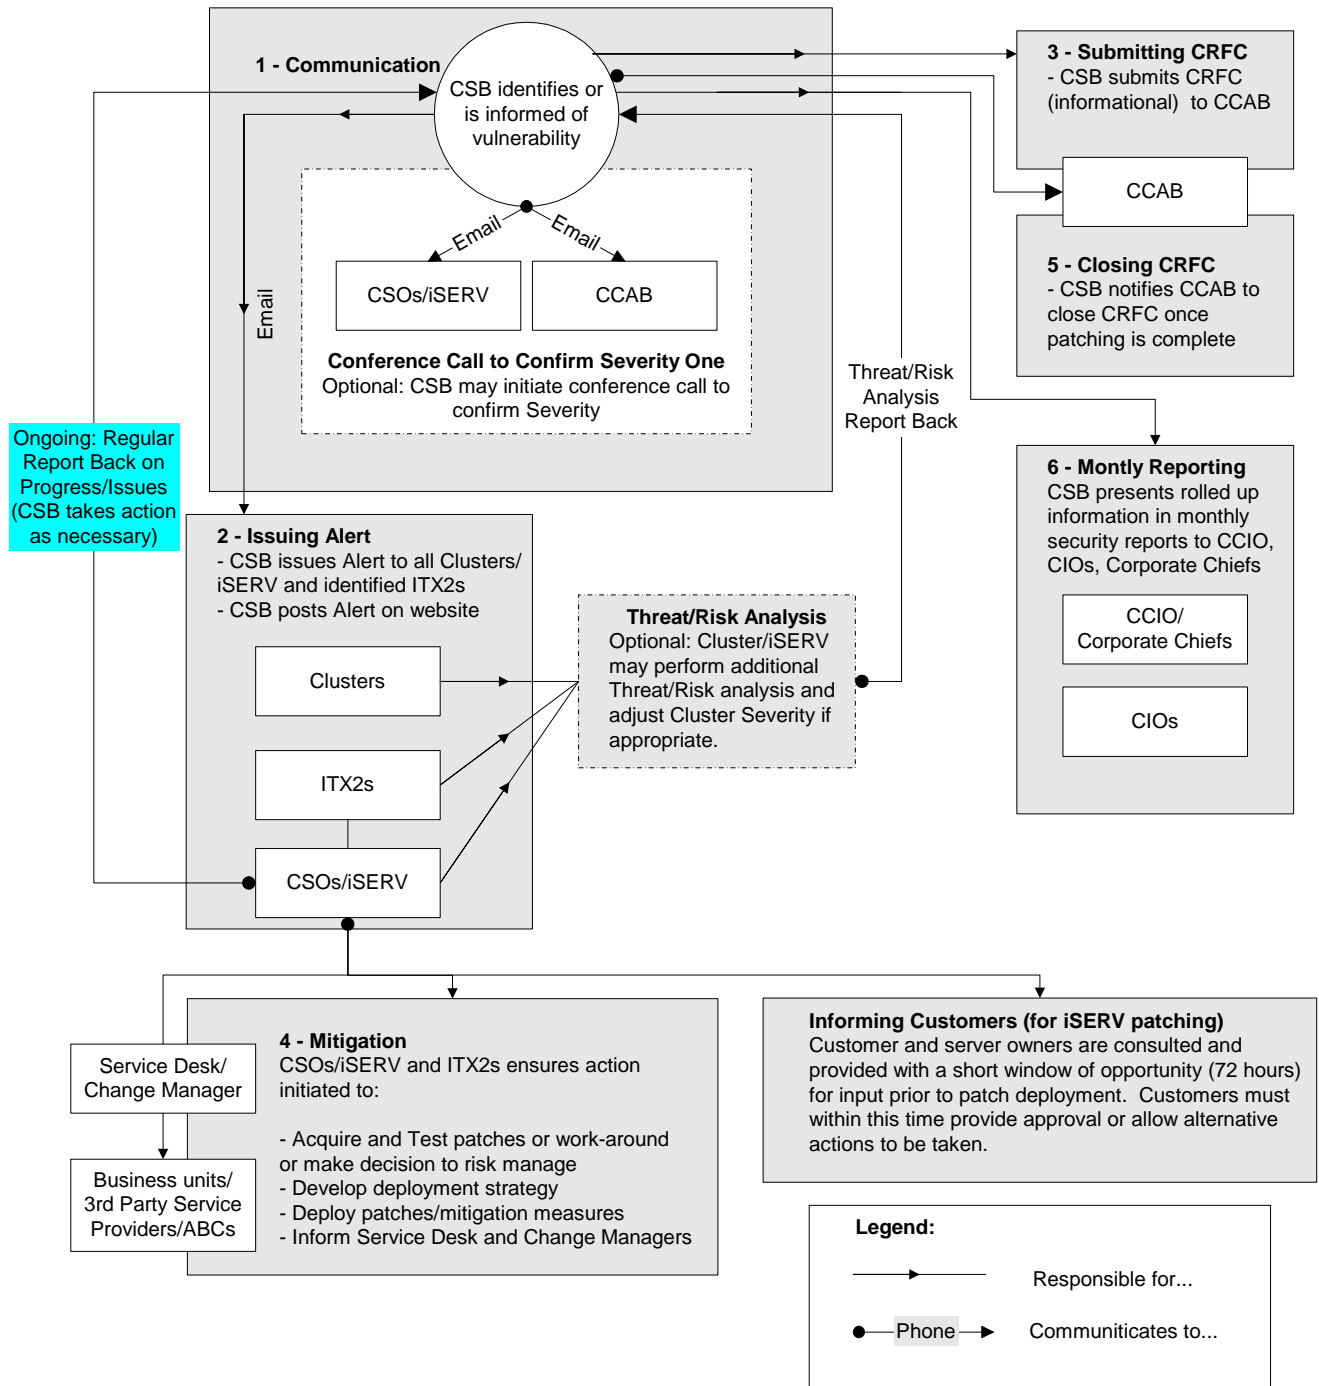 1 - Communication
CSB identifies or
is informed of
vulnerability
Email
Email
CSOs/iSERV
CCAB
Conference Call to Confirm Severity One
Optional: CSB may initiate conference call to
confirm Severity
Email
3 - Submitting CRFC
- CSB submits CRFC
(informational)  to CCAB
CCAB
5 - Closing CRFC
- CSB notifies CCAB to
close CRFC once
patching is complete
Threat/Risk
Analysis
Report Back
Ongoing: Regular
Report Back on
Progress/Issues
(CSB takes action
as necessary)
2 - Issuing Alert
- CSB issues Alert to all Clusters/
iSERV and identified ITX2s
- CSB posts Alert on website
Clusters
ITX2s
CSOs/iSERV
Threat/Risk Analysis
Optional: Cluster/iSERV
may perform additional
Threat/Risk analysis and
adjust Cluster Severity if
appropriate.
6 - Montly Reporting
CSB presents rolled up
information in monthly
security reports to CCIO,
CIOs, Corporate Chiefs
CCIO/
Corporate Chiefs
CIOs
Service Desk/
Change Manager
Business units/
3rd Party Service
Providers/ABCs
4 - Mitigation
CSOs/iSERV and ITX2s ensures action
initiated to:
- Acquire and Test patches or work-around
or make decision to risk manage
- Develop deployment strategy
- Deploy patches/mitigation measures
- Inform Service Desk and Change Managers
Informing Customers (for iSERV patching)
Customer and server owners are consulted and
provided with a short window of opportunity (72 hours)
for input prior to patch deployment.  Customers must
within this time provide approval or allow alternative
actions to be taken.
Legend:
Responsible for...
Phone
Communiticates to...